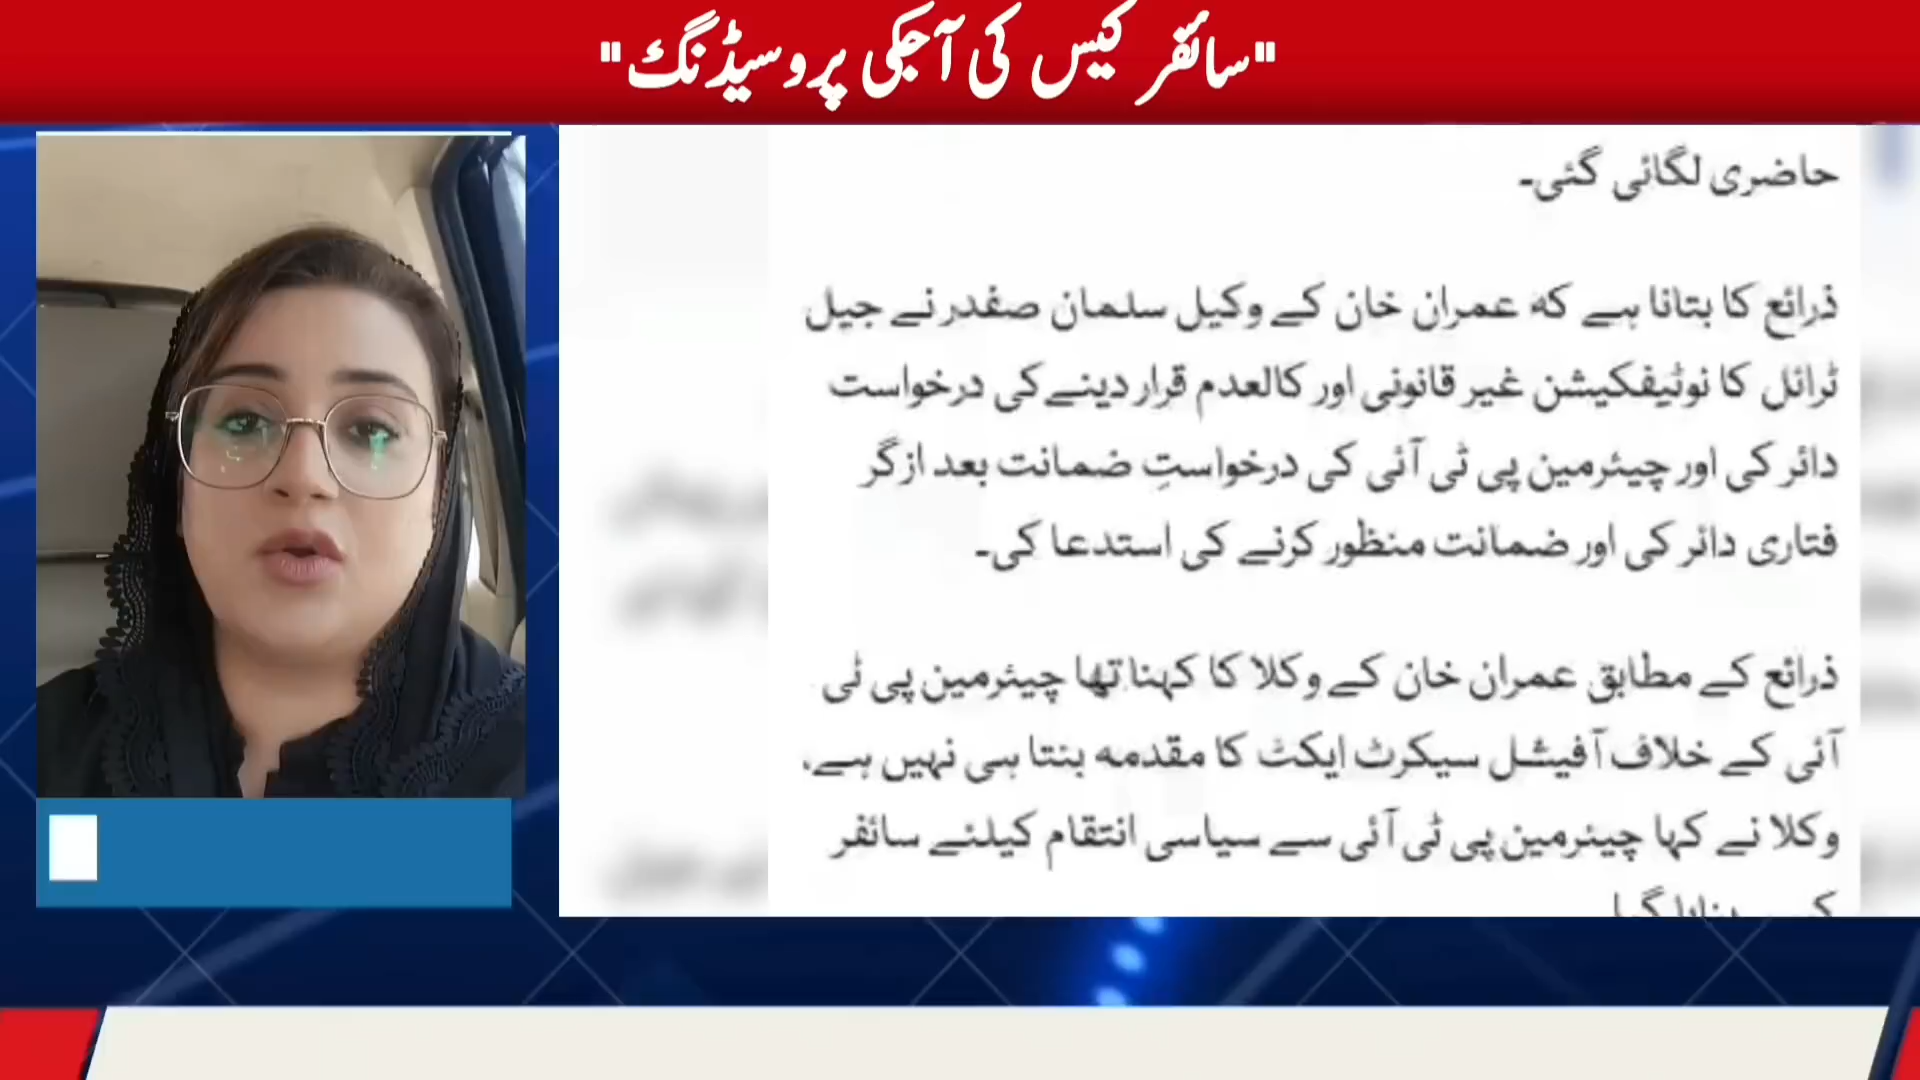 "سائفر کیس کی آجکی پروسیڈنگ"
حاضری لگائی گئی۔
ذرائع کا بتانا ہے کہ عمران خان کے وکیل سلمان صفدر نے جیل
ٹرائل کا نوٹیفکیشن غیر قانونی اور کالعدم قرار دینے کی درخواست
دائر کی اور چیئرمین پی ٹی آئی کی درخواستِ ضمانت بعد ازگر
فتاری دائر کی اور ضمانت منظور کرنے کی استدعا کی۔
ذرائع کے مطابق عمران خان کے وکلا کا کہنا تھا چیئرمین پی ٹی
آئی کے خلاف آفیشل سیکرٹ ایکٹ کا مقدمہ بنتا ہی نہیں ہے،
وکلا نے کہا چیئرمین پی ٹی آئی سے سیاسی انتقام کیلئے سائفر